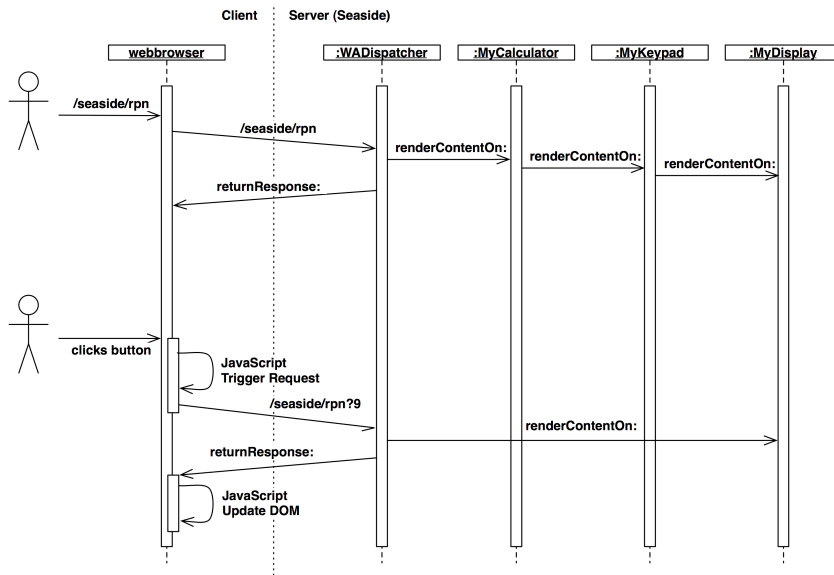 Client
Server (Seaside)
webbrowser
:WADispatcher
:MyCalculator
:MyKeypad
:MyDisplay
/seaside/rpn
/seaside/rpn
renderContentOn:
renderContentOn:
renderContentOn:
returnResponse:
clicks button
JavaScript
Trigger Request
/seaside/rpn?9
renderContentOn:
returnResponse:
JavaScript
Update DOM